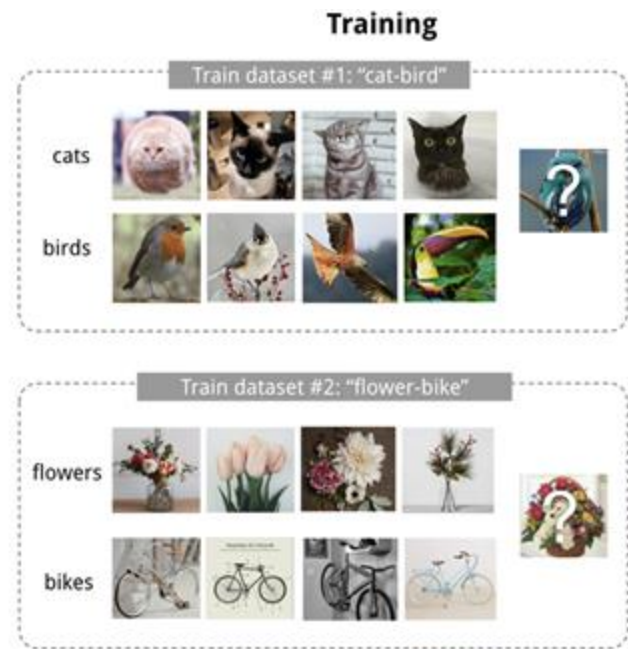 Training
Train dataset #1: “cat-bird”
cats
?
birds
Train dataset #2: “flower-bike”
flowers
?
bikes